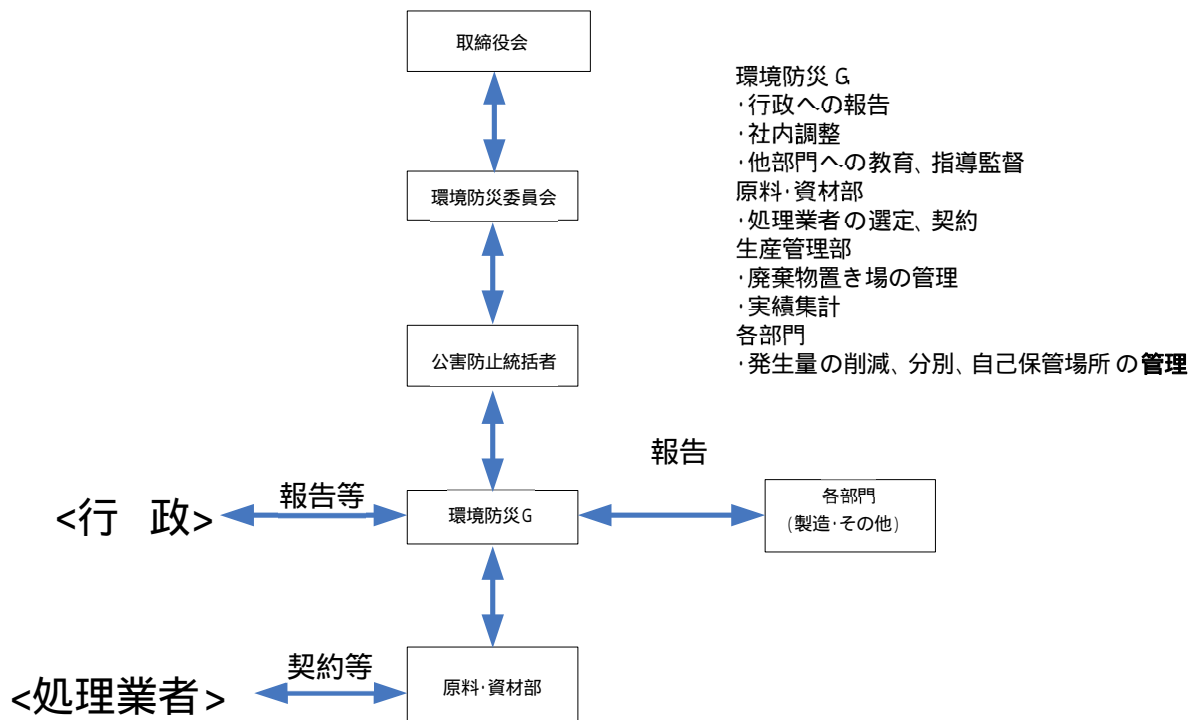 取締役会
環境防災 G
・行政への報告
・社内調整
・他部門への教育、指導監督
原料・資材部
・処理業者の選定、契約
生産管理部
・廃棄物置き場の管理
・実績集計
各部門
・発生量の削減、分別、自己保管場所の管理
環境防災委員会
公害防止統括者
報告
<行　政>
報告等
環境防災G
各部門
(製造・その他)
<処理業者>
契約等
原料・資材部